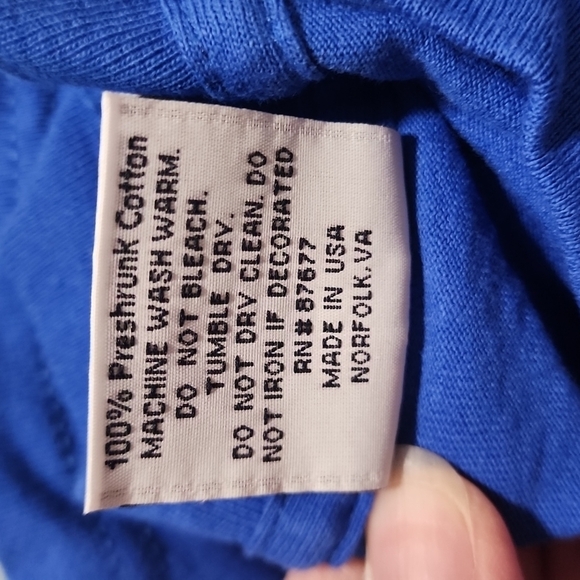 100% Preshrunk Cotton
MACHINE WASH WARM.
DO NOT BLEACH.
TUMBLE DRY.
DO NOT DRY CLEAN. DO
NOT IRON IF DECORATED
RN# 87677
MADE IN USA
NORFOLK. VA